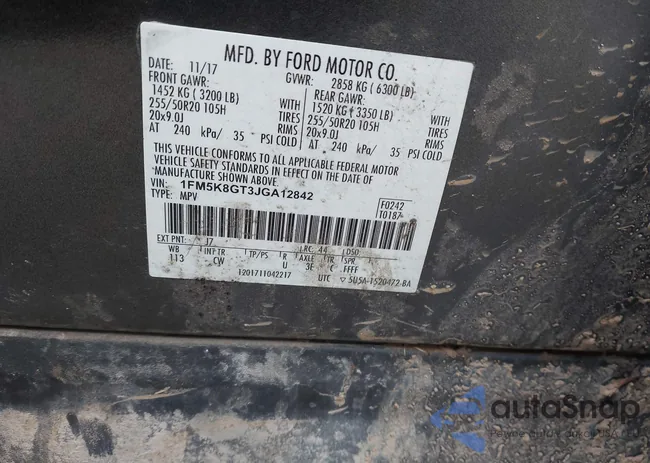 MFD. BY FORD MOTOR CO.
DATE: 11/17 GVWR: 2858 KG ( 6300 LB)
FRONT GAWR: REAR GAWR:
1452 KG ( 3200 LB) WITH 1520 KG ( 3350 LB) WITH
255/50R20 105H TIRES 255/50R20 105H TIRES
20x9.0J RIMS 20x9.0J RIMS
AT 240 kPa/ 35 PSI COLD AT 240 kPa/ 35 PSI COLD
THIS VEHICLE CONFORMS TO ALL APPLICABLE FEDERAL MOTOR
VEHICLE SAFETY STANDARDS IN EFFECT ON THE DATE OF
MANUFACTURE SHOWN ABOVE.
VIN: 1FM5K8GT3JGA12842 F0242
TYPE: MPV T0187
EXT PNT: J7 LRC: 44 DSO
WB INT TR TP/PS R AXLE TR SPR
113 CW U 3E C FFFF
1201711042217 UTC ▽ 5U5A-1520472-BA
autoSnap